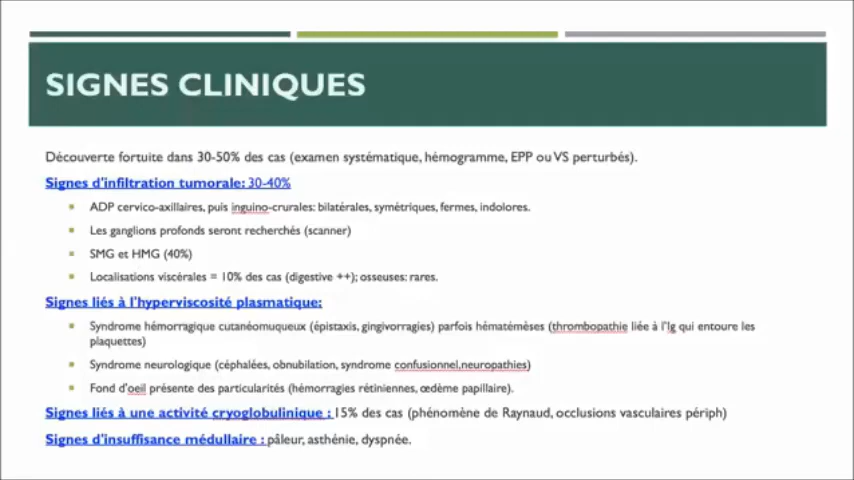 SIGNES CLINIQUES
Découverte fortuite dans 30-50% des cas (examen systématique, hémogramme, EPP ou VS perturbés).
Signes d'infiltration tumorale: 30-40%
ADP cervico-axillaires, puis inguino-crurales: bilatérales, symétriques, fermes, indolores.
Les ganglions profonds seront recherchés (scanner)
SMG et HMG (40%)
Localisations viscérales = 10% des cas (digestive ++); osseuses: rares.
Signes liés à l'hyperviscosité plasmatique:
Syndrome hémorragique cutanéomuqueux (épistaxis, gingivorragies) parfois hématémèses (thrombopathie liée à l'Ig qui entoure les
plaquettes)
Syndrome neurologique (céphalées, obnubilation, syndrome confusionnel,neuropathies)
Fond d'oeil présente des particularités (hémorragies rétiniennes, œdème papillaire).
Signes liés à une activité cryoglobulinique : 15% des cas (phénomène de Raynaud, occlusions vasculaires périph)
Signes d'insuffisance médullaire : pâleur, asthénie, dyspnée.